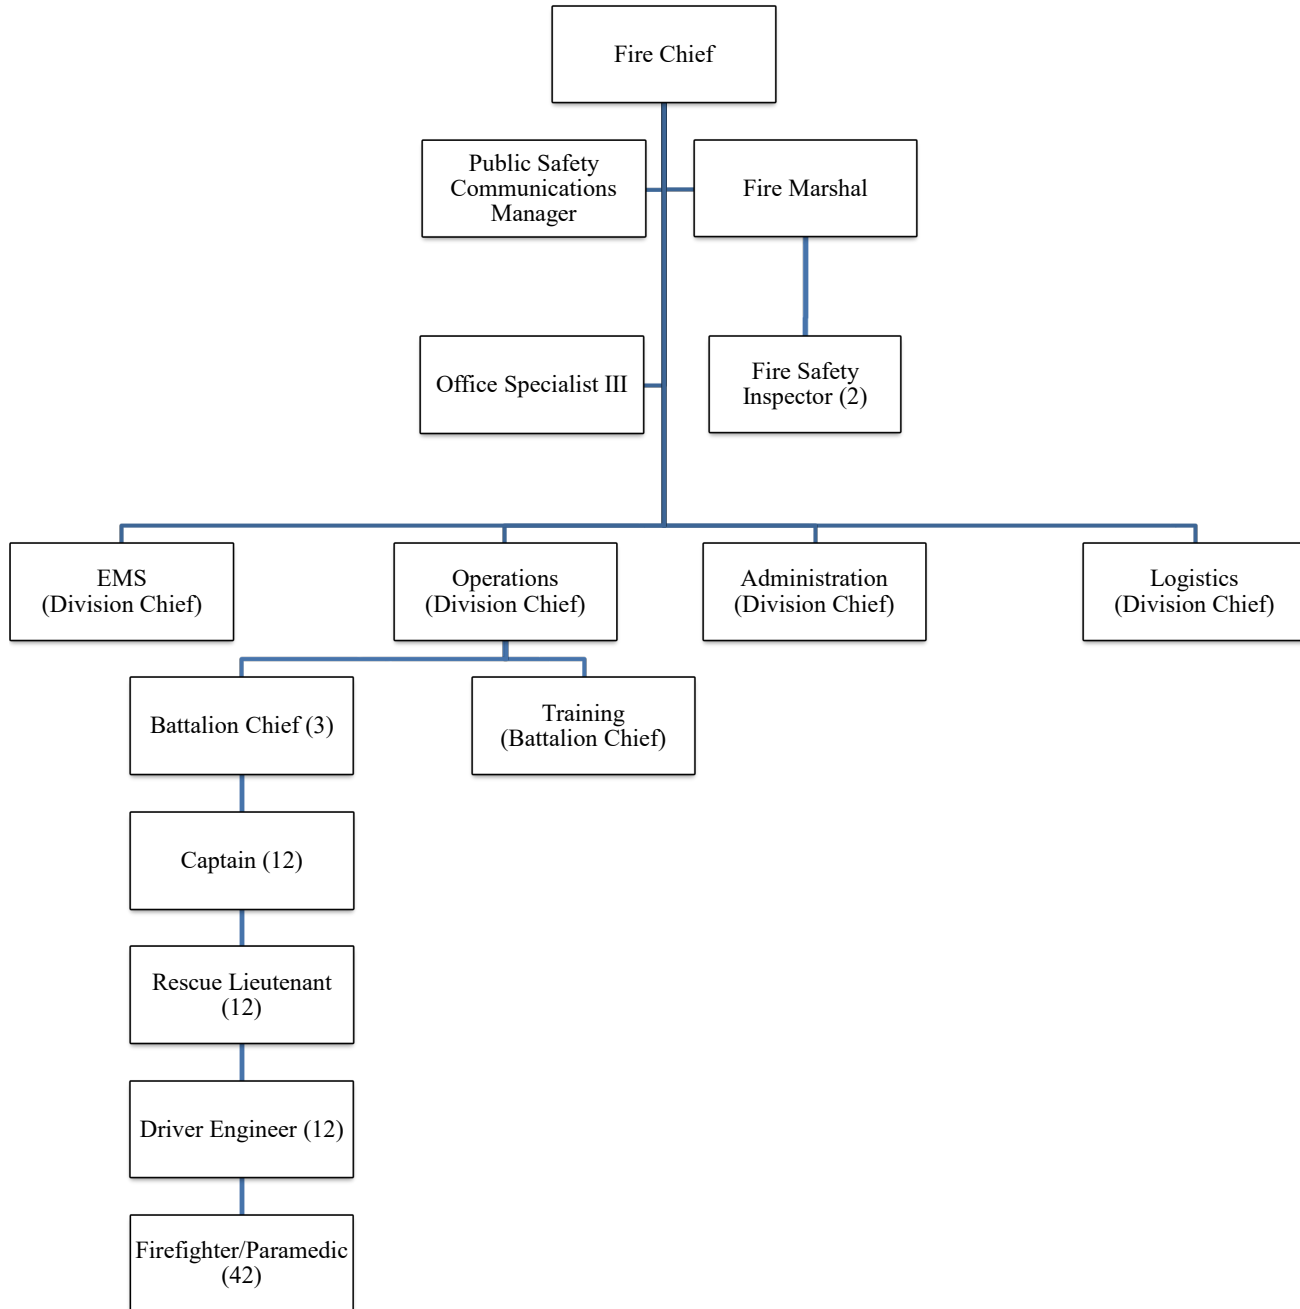 Fire Chief
Public Safety
Communications
Manager
Fire Marshal
Office Specialist III
Fire Safety
Inspector (2)
EMS
(Division Chief)
Operations
(Division Chief)
Administration
(Division Chief)
Logistics
(Division Chief)
Battalion Chief (3)
Training
(Battalion Chief)
Captain (12)
Rescue Lieutenant
(12)
Driver Engineer (12)
Firefighter/Paramedic
(42)